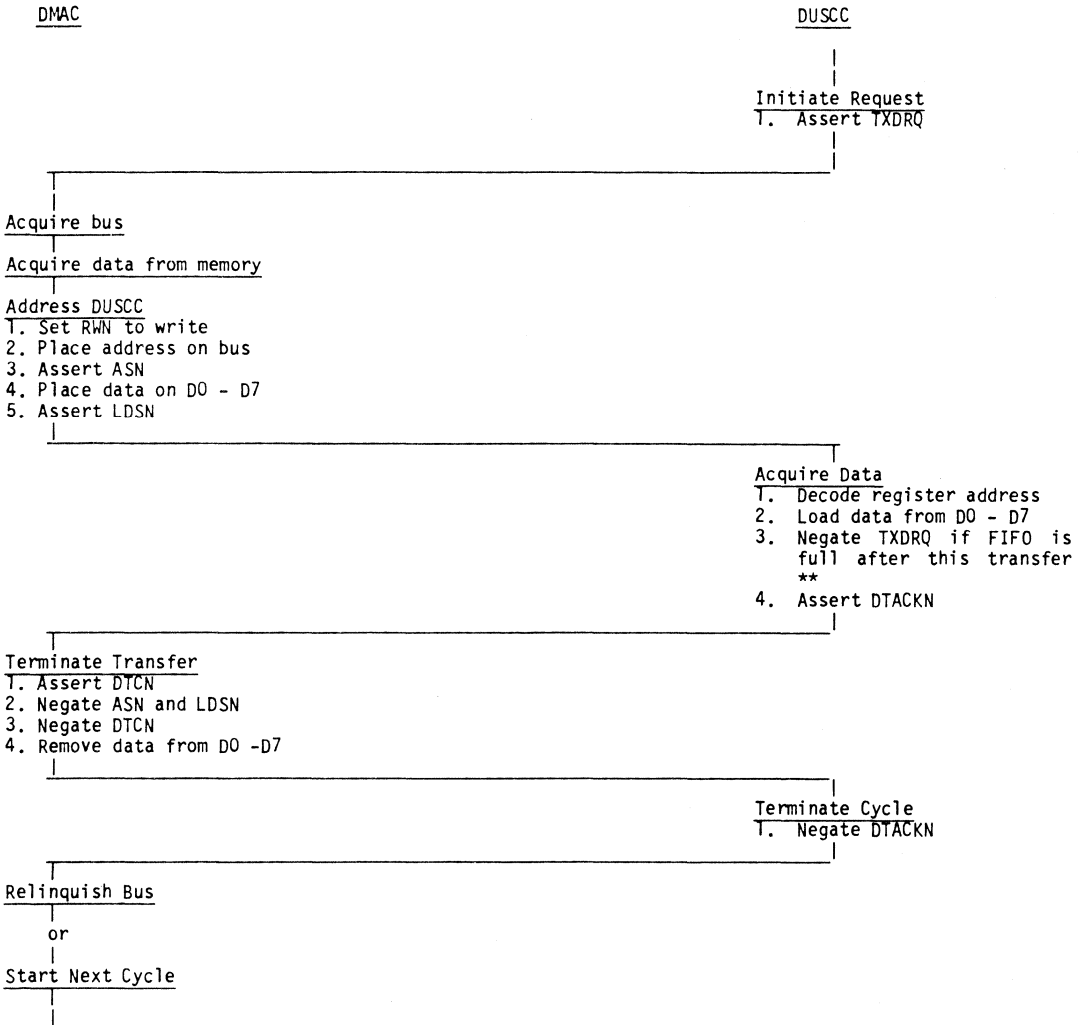 DMAC
DUSCC
Initiate Request
1. Assert TXDRQ
Acquire bus
Acquire data from memory
Address DUSCC
1. Set RWN to write
2. Place address on bus
3. Assert ASN
4. Place data on D0 - D7
5. Assert LDSN
Acquire Data
1. Decode register address
2. Load data from D0 - D7
3. Negate TXDRQ if FIFO is
full after this transfer
**
4. Assert DTACKN
Terminate Transfer
1. Assert DTCN
2. Negate ASN and LDSN
3. Negate DTCN
4. Remove data from D0 -D7
Terminate Cycle
1. Negate DTACKN
Relinquish Bus
or
Start Next Cycle